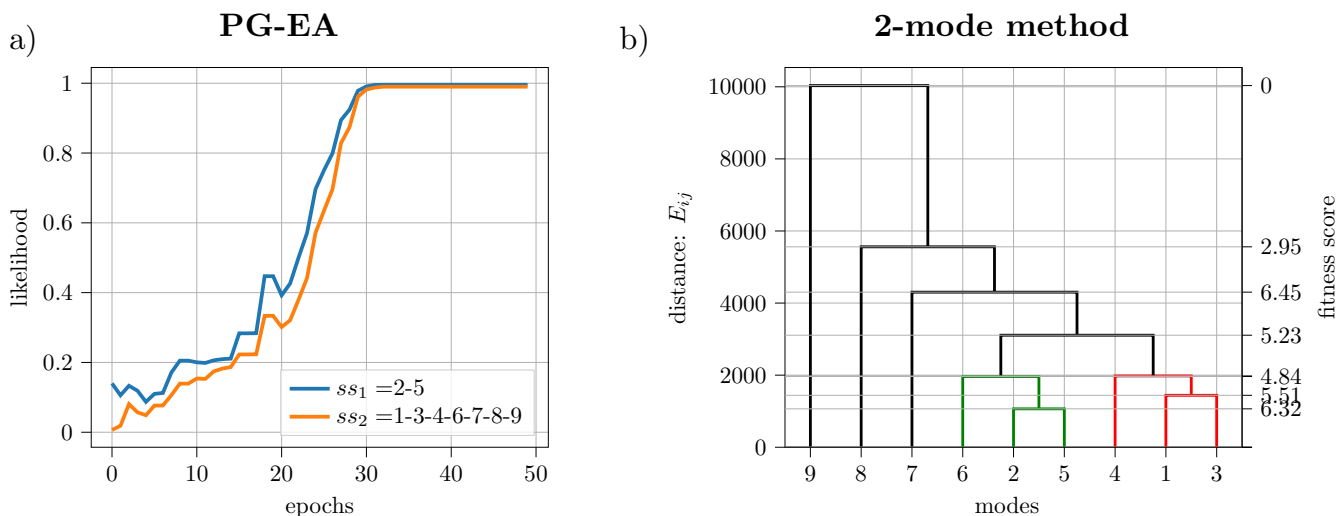 PG-EA
a)
1
0.8
0.6
0.4
0.2
0
likelihood
0 10 20 30 40 50
epochs
ss₁ =2-5
ss₂ =1-3-4-6-7-8-9
2-mode method
b)
10000
8000
6000
4000
2000
0
distance: E_{ij}
0
2.95
6.45
5.23
4.84
5.51
6.32
fitness score
9 8 7 6 2 5 4 1 3
modes